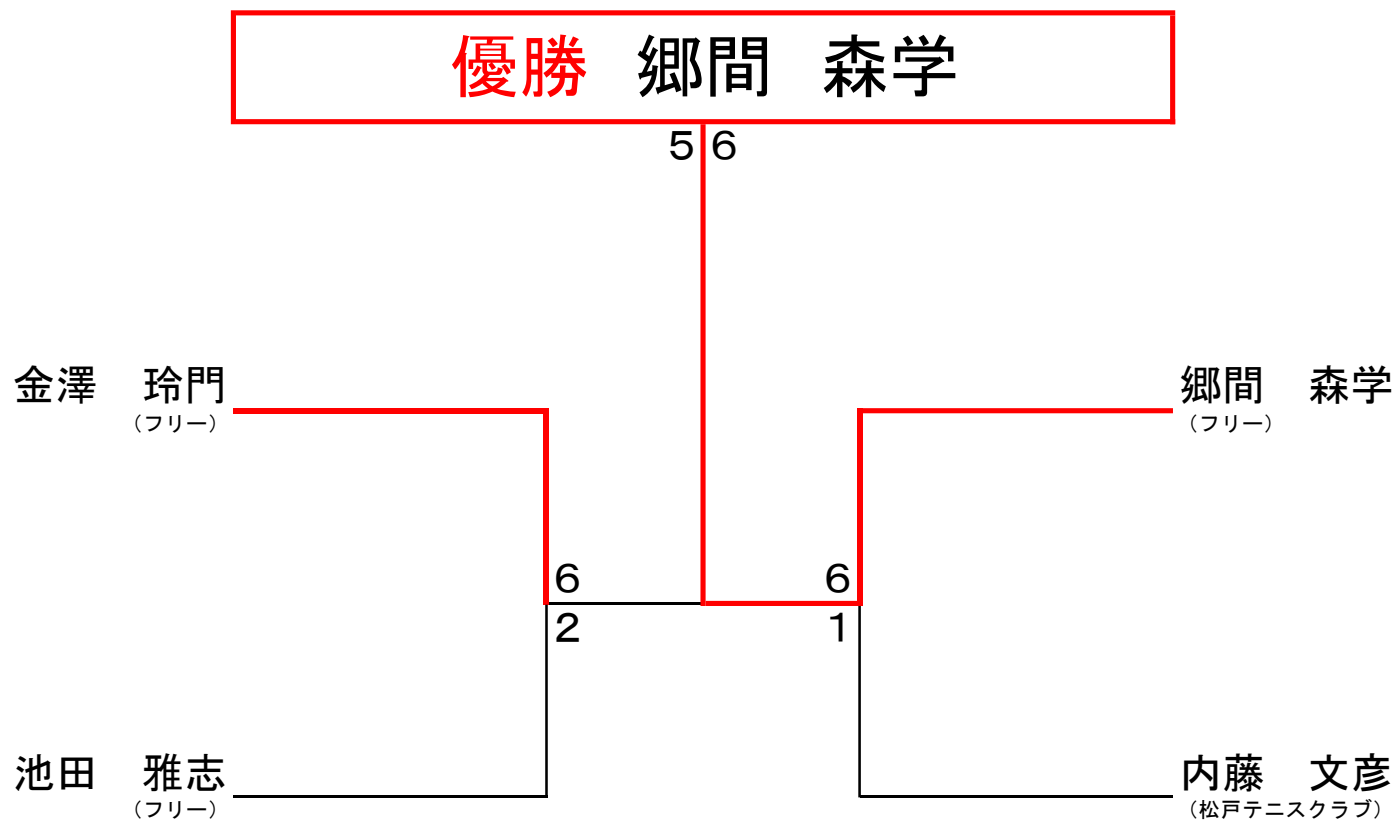 優勝　郷間　森学
５ ６
金澤　玲門
（フリー）
郷間　森学
（フリー）
６
２
６
１
池田　雅志
（フリー）
内藤　文彦
（松戸テニスクラブ）